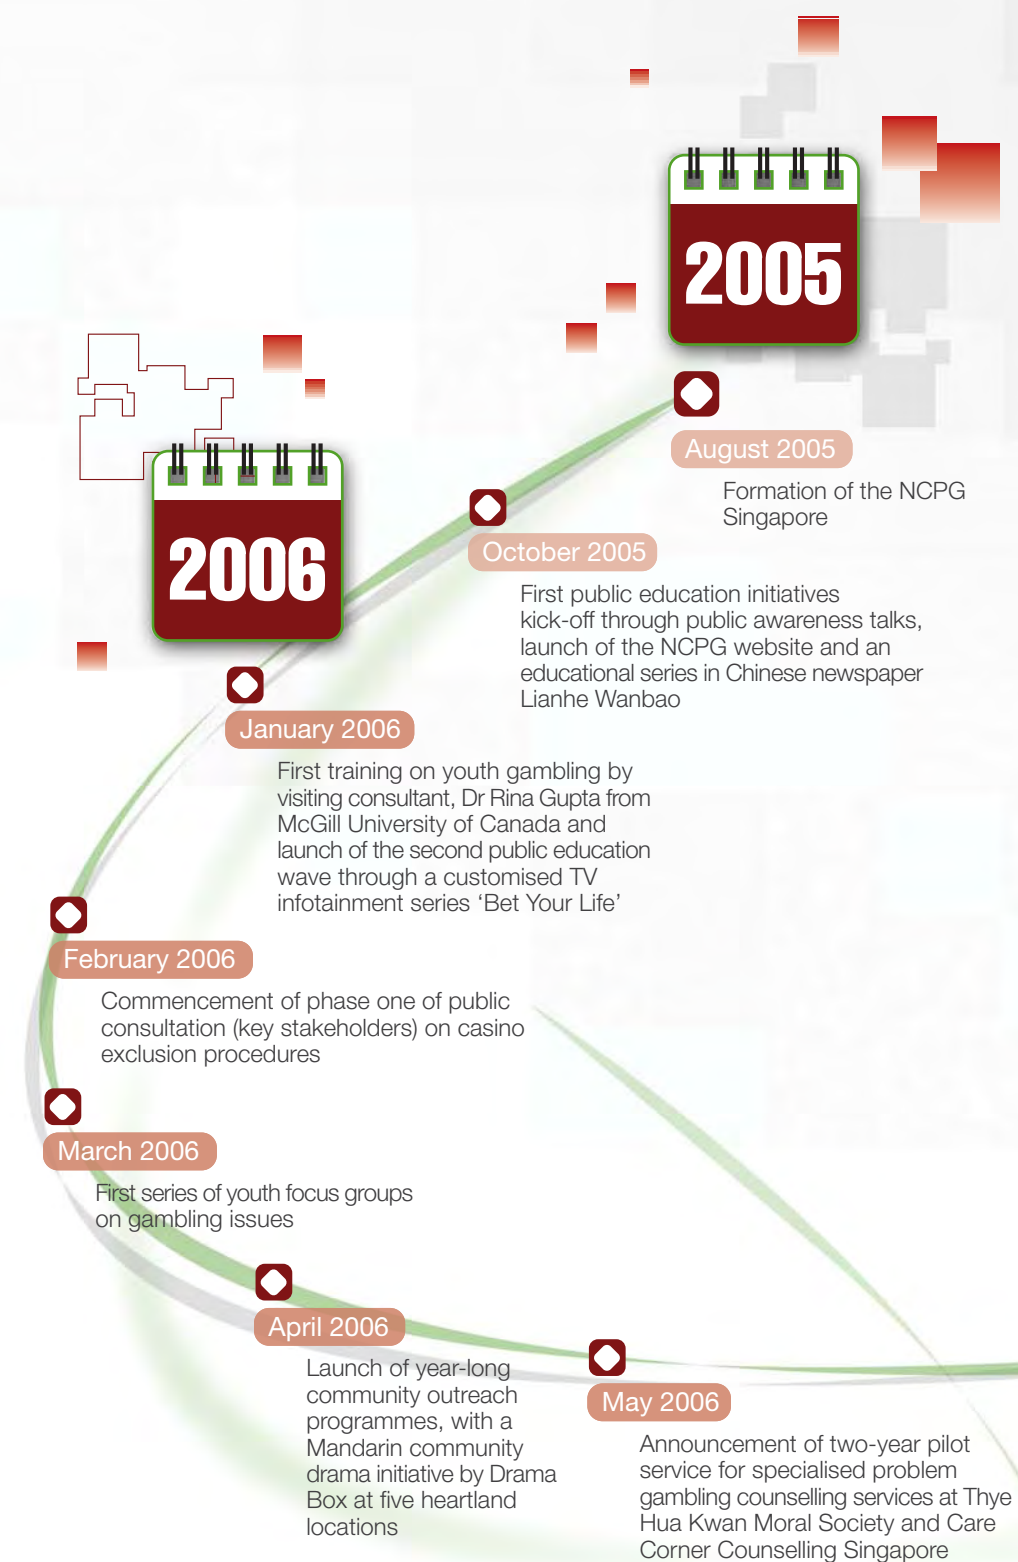 2005
August 2005
Formation of the NCPG
Singapore
October 2005
First public education initiatives
kick-off through public awareness talks,
launch of the NCPG website and an
educational series in Chinese newspaper
Lianhe Wanbao
2006
January 2006
First training on youth gambling by
visiting consultant, Dr Rina Gupta from
McGill University of Canada and
launch of the second public education
wave through a customised TV
infotainment series ‘Bet Your Life’
February 2006
Commencement of phase one of public
consultation (key stakeholders) on casino
exclusion procedures
March 2006
First series of youth focus groups
on gambling issues
April 2006
Launch of year-long
community outreach
programmes, with a
Mandarin community
drama initiative by Drama
Box at five heartland
locations
May 2006
Announcement of two-year pilot
service for specialised problem
gambling counselling services at Thye
Hua Kwan Moral Society and Care
Corner Counselling Singapore